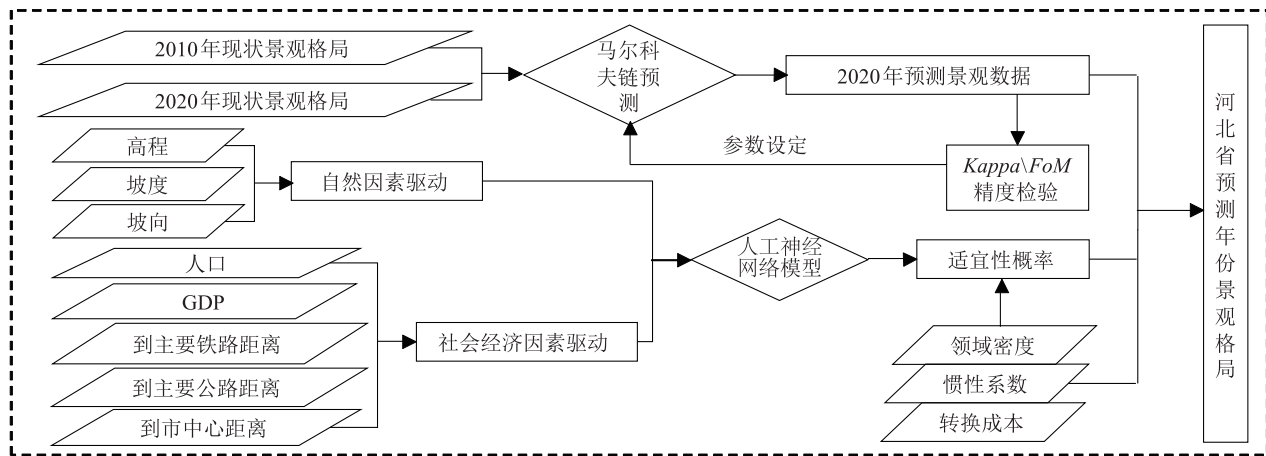 2010年现状景观格局
2020年现状景观格局
马尔科
夫链预
测
2020年预测景观数据
参数设定
Kappa\FoM
精度检验
高程
坡度
坡向
自然因素驱动
人口
GDP
到主要铁路距离
到主要公路距离
到市中心距离
社会经济因素驱动
人工神经
网络模型
适宜性概率
领域密度
惯性系数
转换成本
河北省预测年份景观格局